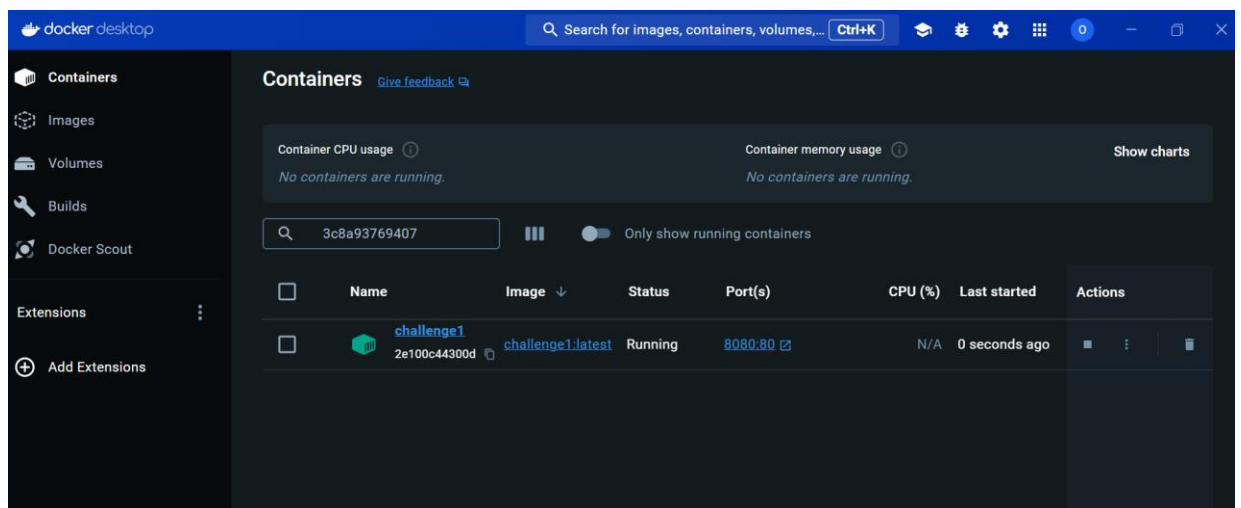 docker desktop
Search for images, containers, volumes,... Ctrl+K
O
Containers
Images
Volumes
Builds
Docker Scout
Extensions
Add Extensions
Containers Give feedback
Container CPU usage
No containers are running.
Container memory usage
No containers are running.
Show charts
3c8a93769407
Only show running containers
Name Image Status Port(s) CPU (%) Last started Actions
challenge1
2e100c44300d
challenge1:latest Running 8080:80 N/A 0 seconds ago